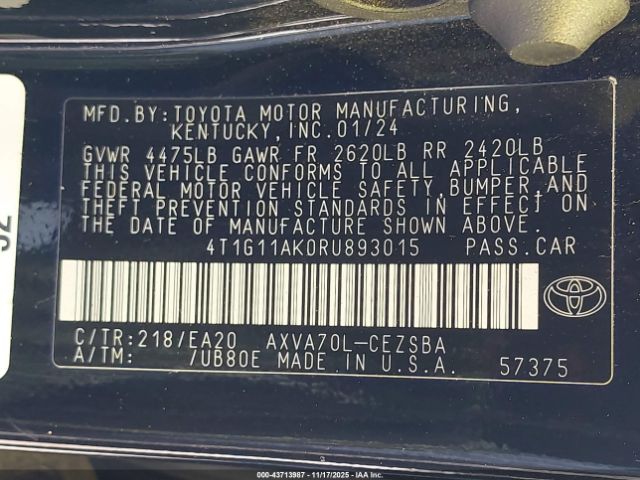 MFD.BY:TOYOTA MOTOR MANUFACTURING,
KENTUCKY,INC.01/24
GVWR 4475LB GAWR FR 2620LB RR 2420LB
THIS VEHICLE CONFORMS TO ALL APPLICABLE
FEDERAL MOTOR VEHICLE SAFETY,BUMPER,AND
THEFT PREVENTION STANDARDS IN EFFECT ON
THE DATE OF MANUFACTURE SHOWN ABOVE.
4T1G11AK0RU893015 PASS.CAR
C/TR:218/EA20 AXVA70L-CEZSBA
A/TM: /UB80E MADE IN U.S.A. 57375
00-43713987 - 11/17/2025 - IAA Inc.